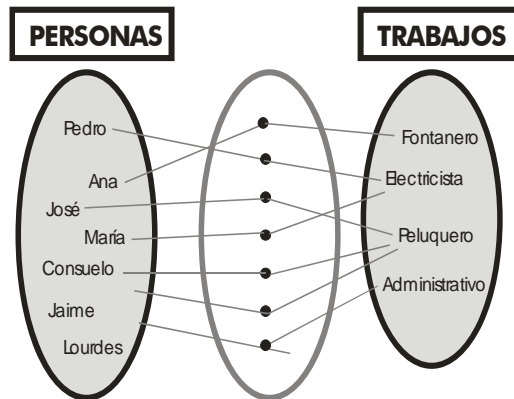 PERSONAS
TRABAJOS
Pedro
Ana
José
María
Consuelo
Jaime
Lourdes
Fontanero
Electricista
Peluquero
Administrativo